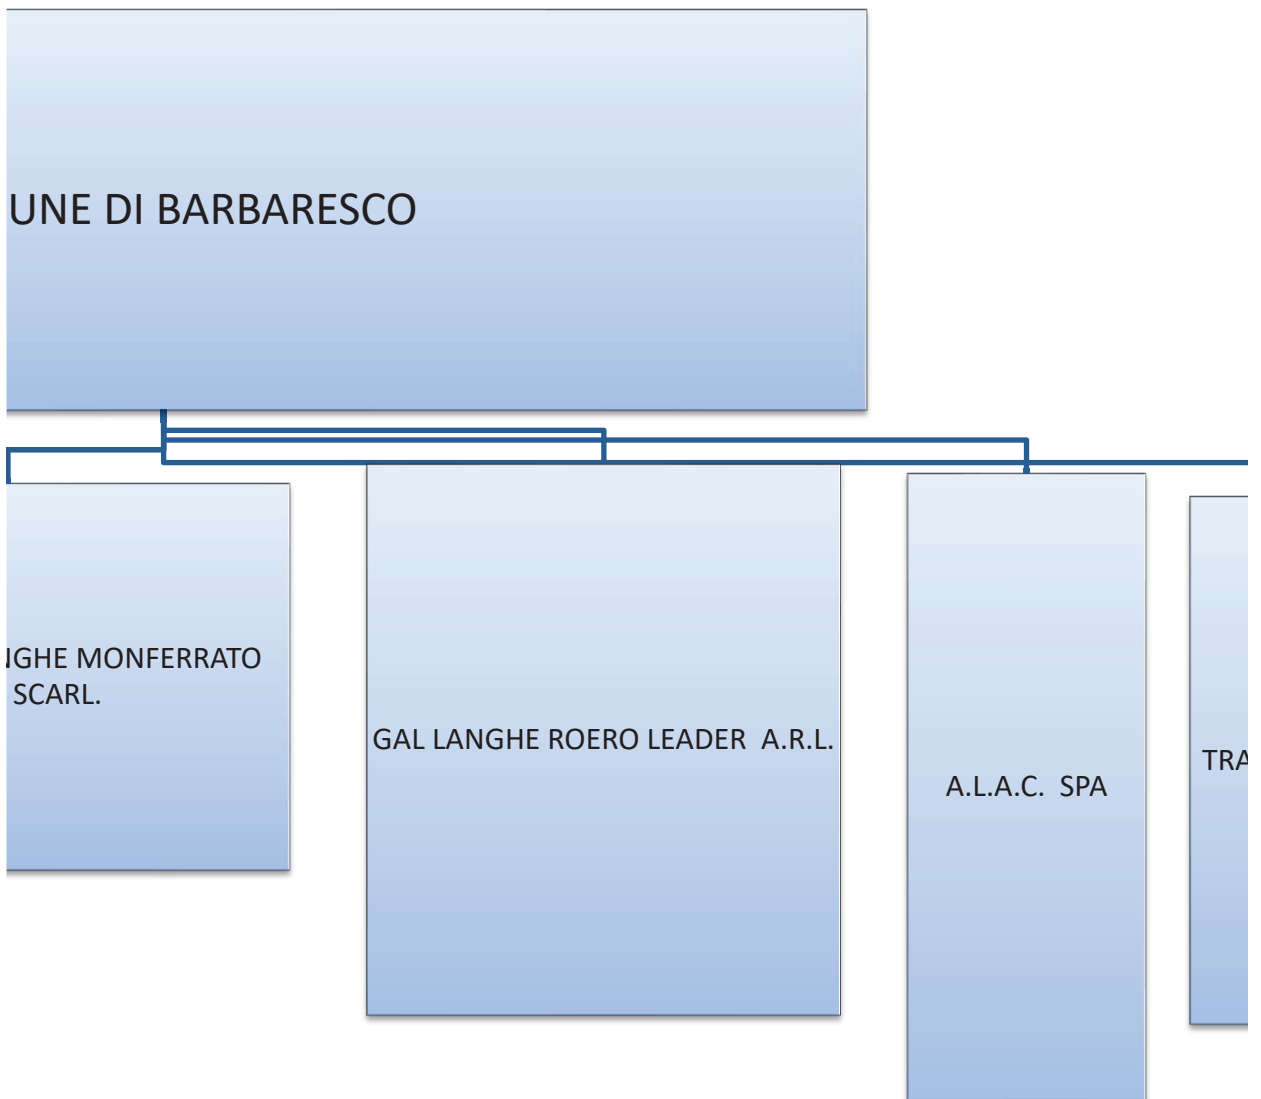 UNE DI BARBARESCO
NGHE MONFERRATO
SCARL.
GAL LANGHE ROERO LEADER A.R.L.
A.L.A.C. SPA
TRA